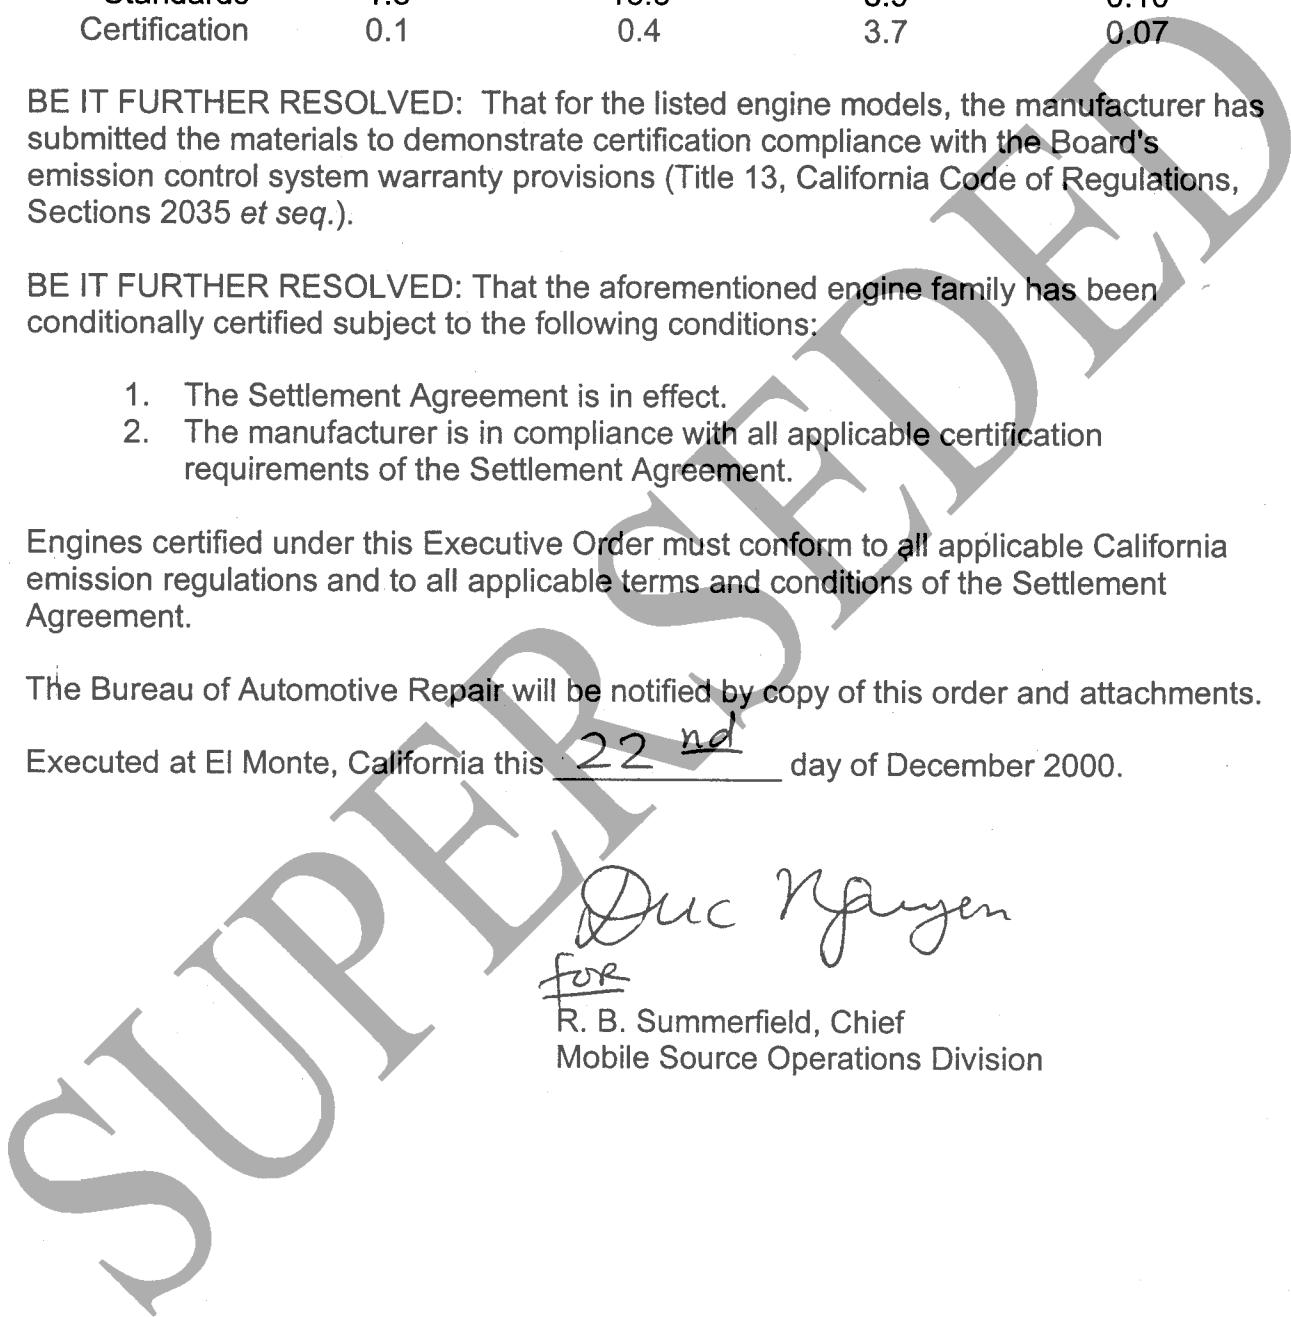 Certification 0.1 0.4 3.7 0.07
BE IT FURTHER RESOLVED: That for the listed engine models, the manufacturer has
submitted the materials to demonstrate certification compliance with the Board's
emission control system warranty provisions (Title 13, California Code of Regulations,
Sections 2035 et seq.).
BE IT FURTHER RESOLVED: That the aforementioned engine family has been
conditionally certified subject to the following conditions:
1. The Settlement Agreement is in effect.
2. The manufacturer is in compliance with all applicable certification
requirements of the Settlement Agreement.
Engines certified under this Executive Order must conform to all applicable California
emission regulations and to all applicable terms and conditions of the Settlement
Agreement.
The Bureau of Automotive Repair will be notified by copy of this order and attachments.
Executed at El Monte, California this 22 nd day of December 2000.
Duc Nguyen
for
R. B. Summerfield, Chief
Mobile Source Operations Division
SUPERSEDED